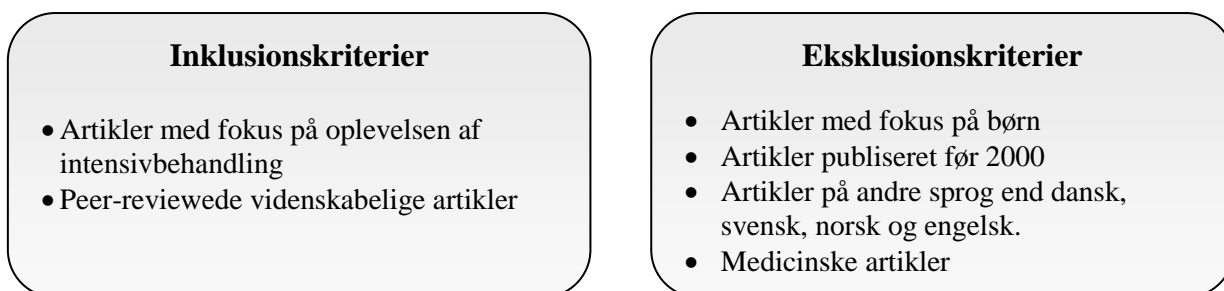 Inklusionskriterier
• Artikler med fokus på oplevelsen af
intensivbehandling
• Peer-reviewede videnskabelige artikler
Eksklusionskriterier
• Artikler med fokus på børn
• Artikler publiseret før 2000
• Artikler på andre sprog end dansk,
svensk, norsk og engelsk.
• Medicinske artikler